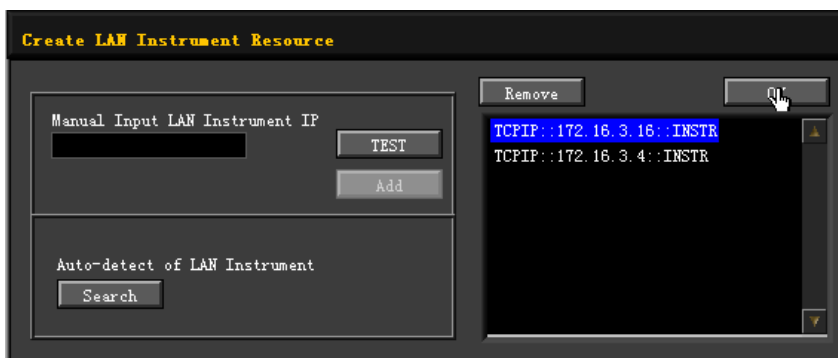 Create LAN Instrument Resource
Manual Input LAN Instrument IP
TEST
Add
Auto-detect of LAN Instrument
Search
Remove
TCPIP::172.16.3.16::INSTR
TCPIP::172.16.3.4::INSTR